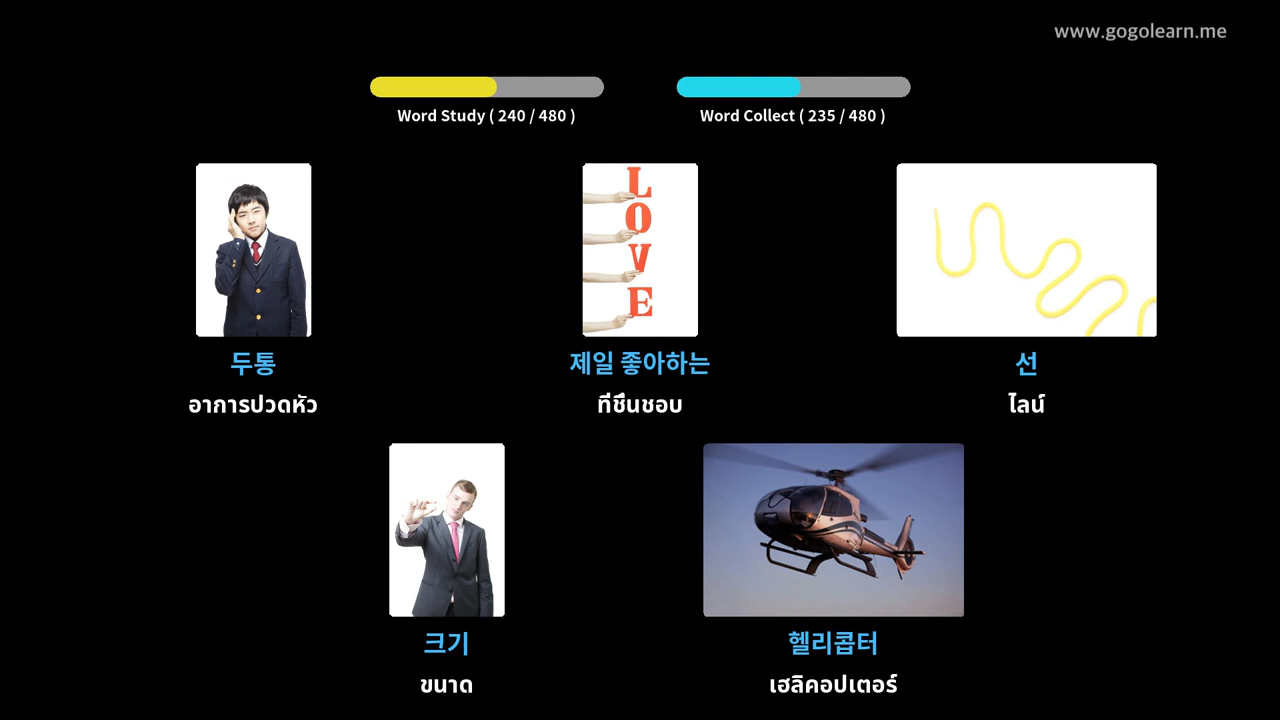 www.gogolearn.me
Word Study ( 240 / 480 )
Word Collect ( 235 / 480 )
L
O
V
E
두통
제일 좋아하는
선
อาการปวดหัว
ที่ชื่นชอบ
ไลน์
크기
헬리콥터
ขนาด
เฮลิคอปเตอร์